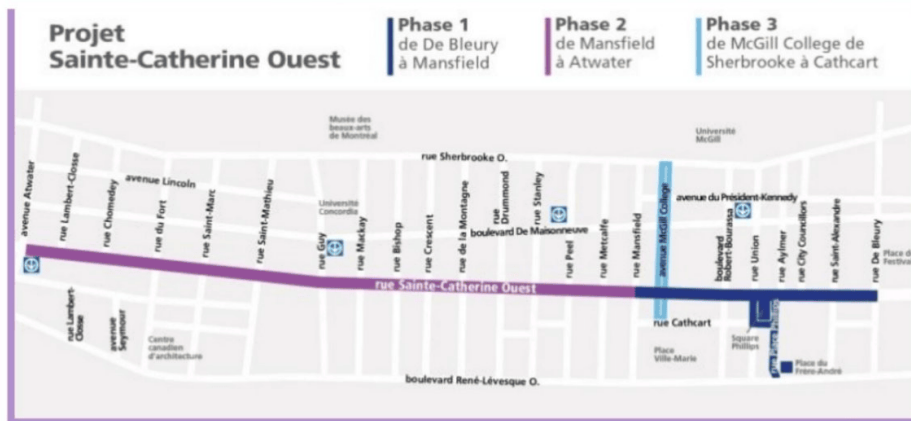 Projet
Sainte-Catherine Ouest
Phase 1
de De Bleury
à Mansfield
Phase 2
de Mansfield
à Atwater
Phase 3
de McGill College de
Sherbrooke à Cathcart
Musée des
beaux-arts
de Montréal
Université
McGill
rue Sherbrooke O.
avenue Atwater
rue Lambert-Closse
rue Chomedey
avenue Lincoln
rue du Fort
rue Saint-Marc
rue Saint-Mathieu
Université
Concordia
rue Guy
rue Mackay
rue Bishop
rue Crescent
rue de la Montagne
rue
Drummond
rue Stanley
boulevard De Maisonneuve
rue Peel
rue Metcalfe
rue Mansfield
avenue McGill College
avenue du Président-Kennedy
boulevard
Robert-Bourassa
rue Union
rue Aylmer
rue City Councillors
rue Saint-Alexandre
rue De Bleury
Place de
Festival
rue Sainte-Catherine Ouest
rue Lambert-
Closse
avenue
Seymour
Centre
canadien
d'architecture
rue Cathcart
Place
Ville-Marie
Square
Phillips
rue Place Phillips
Place du
Frère-André
boulevard René-Lévesque O.